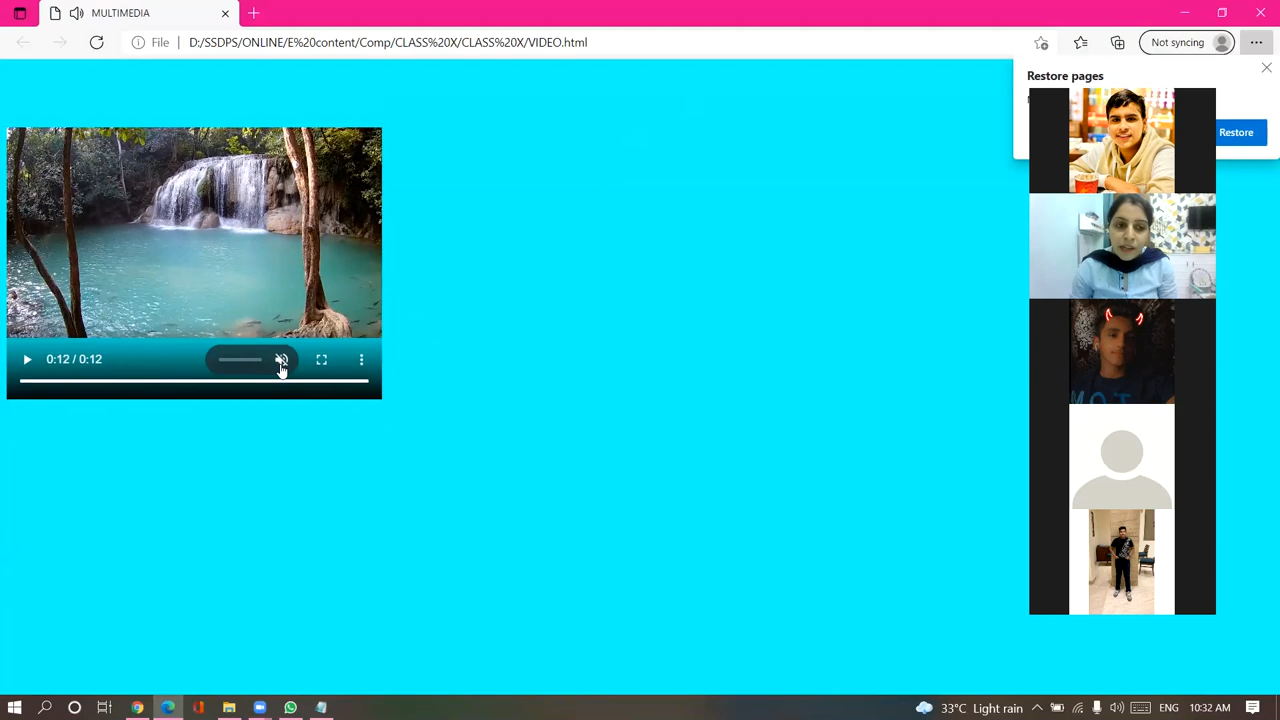 MULTIMEDIA
File
D:/SSDPS/ONLINE/E%20content/Comp/CLASS%20X/CLASS%20X/VIDEO.html
Not syncing
Restore pages
Restore
0:12 / 0:12
33°C Light rain
ENG
10:32 AM